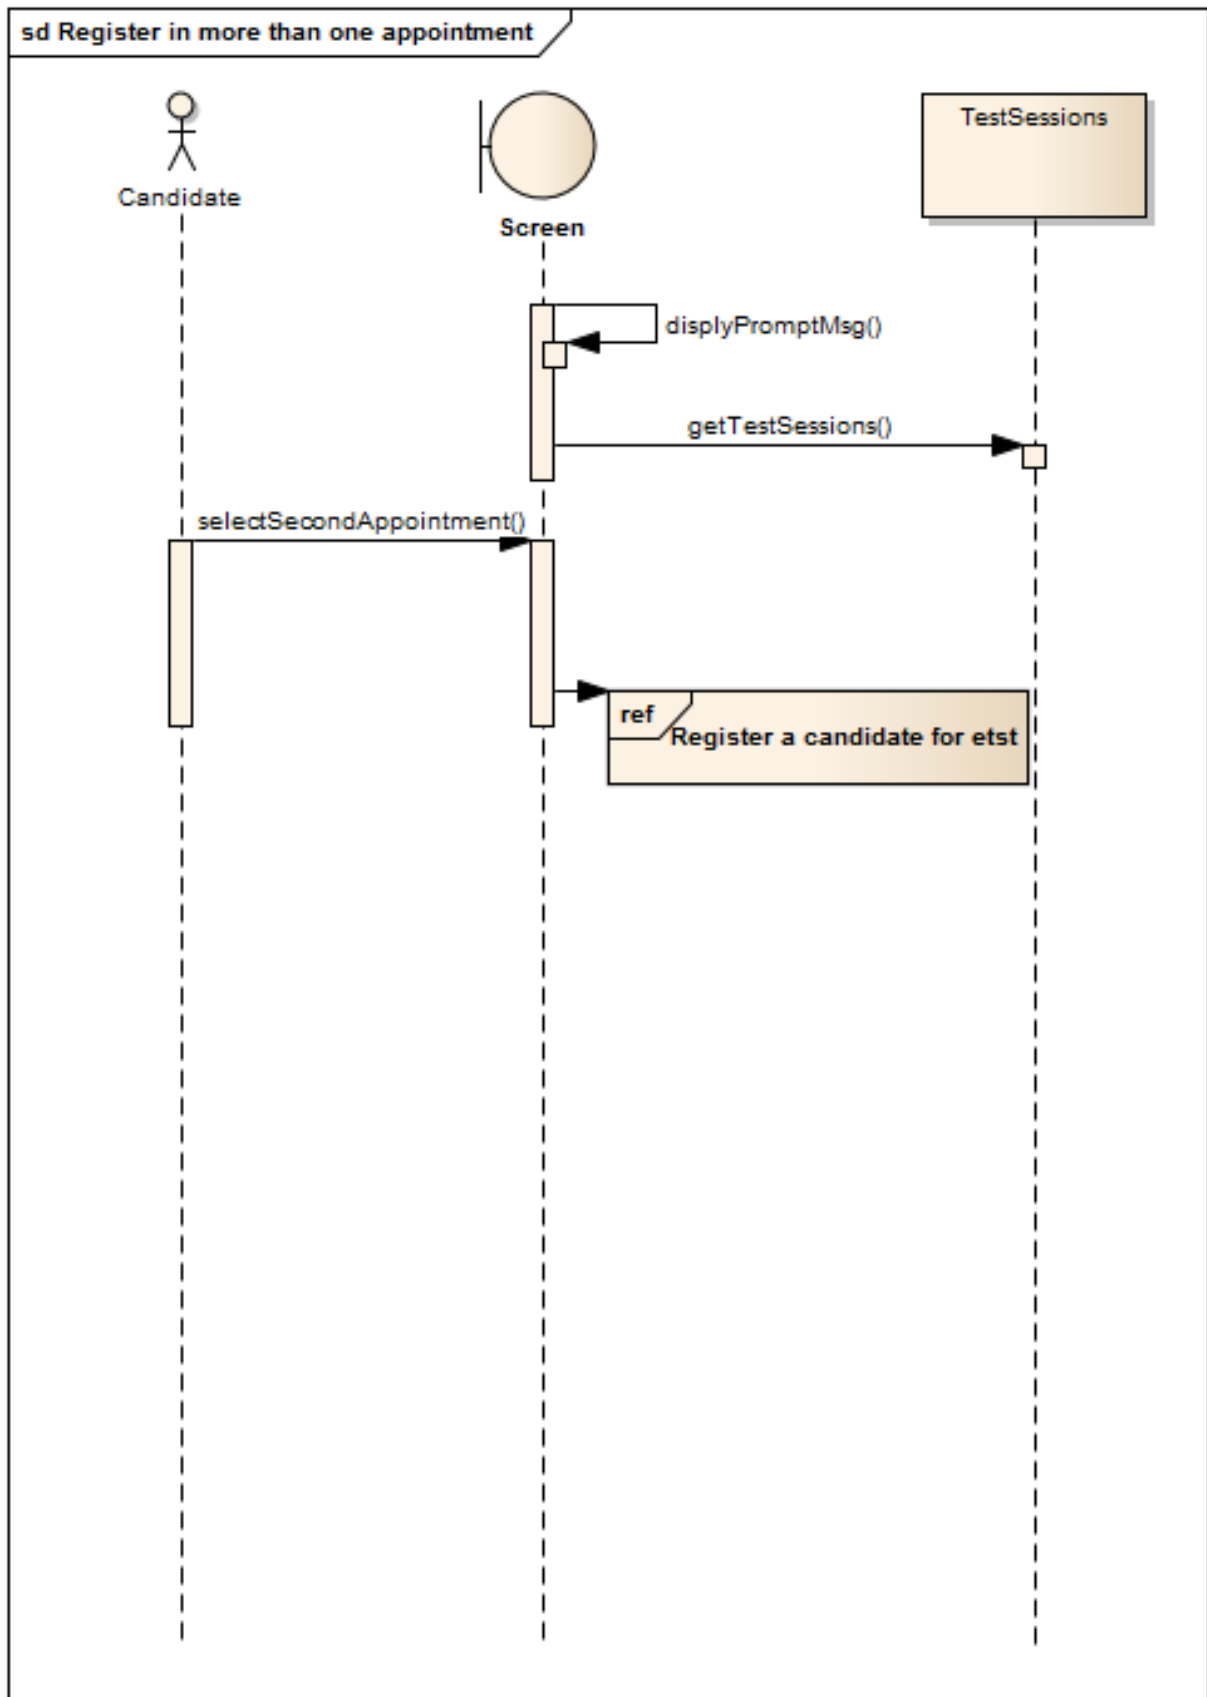 sd Register in more than one appointment
Candidate
Screen
TestSessions
displyPromptMsg()
getTestSessions()
selectSecondAppointment()
ref
Register a candidate for etst